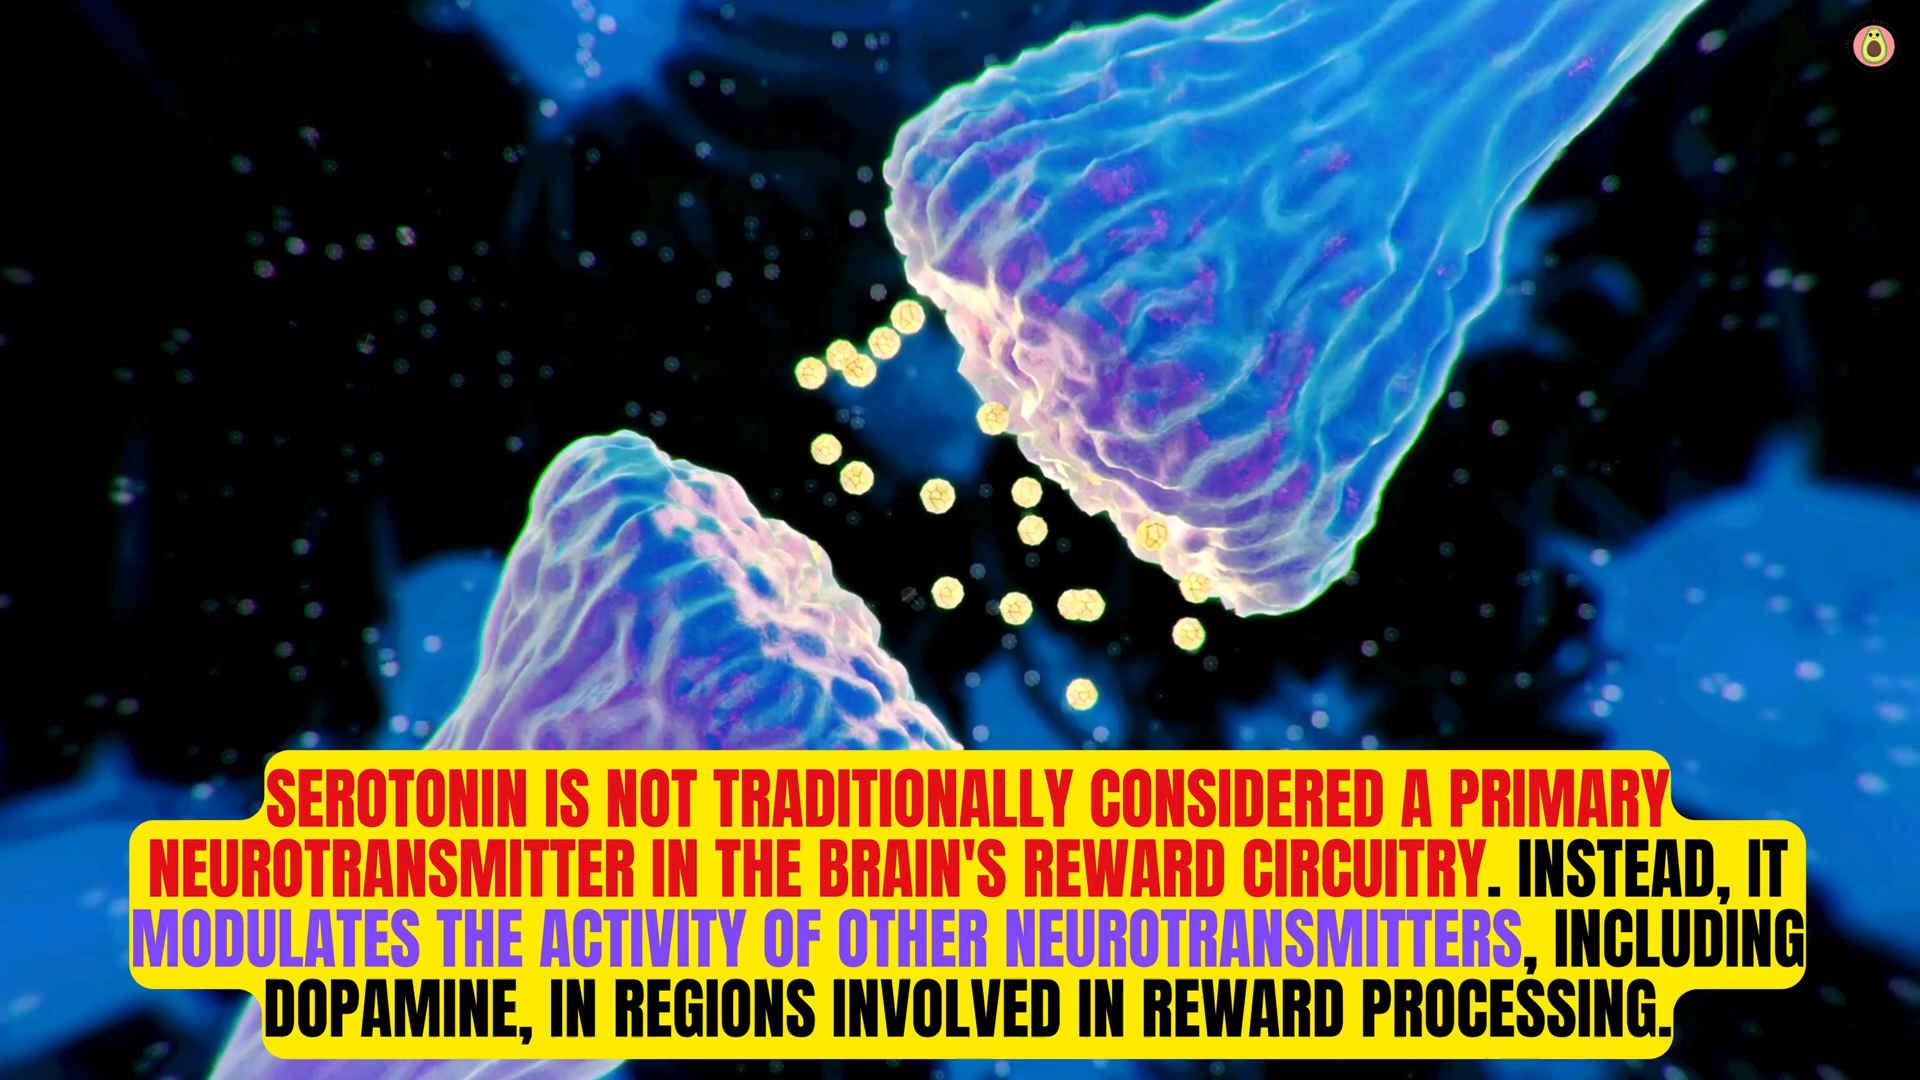 SEROTONIN IS NOT TRADITIONALLY CONSIDERED A PRIMARY
NEUROTRANSMITTER IN THE BRAIN'S REWARD CIRCUITRY. INSTEAD, IT
MODULATES THE ACTIVITY OF OTHER NEUROTRANSMITTERS, INCLUDING
DOPAMINE, IN REGIONS INVOLVED IN REWARD PROCESSING.